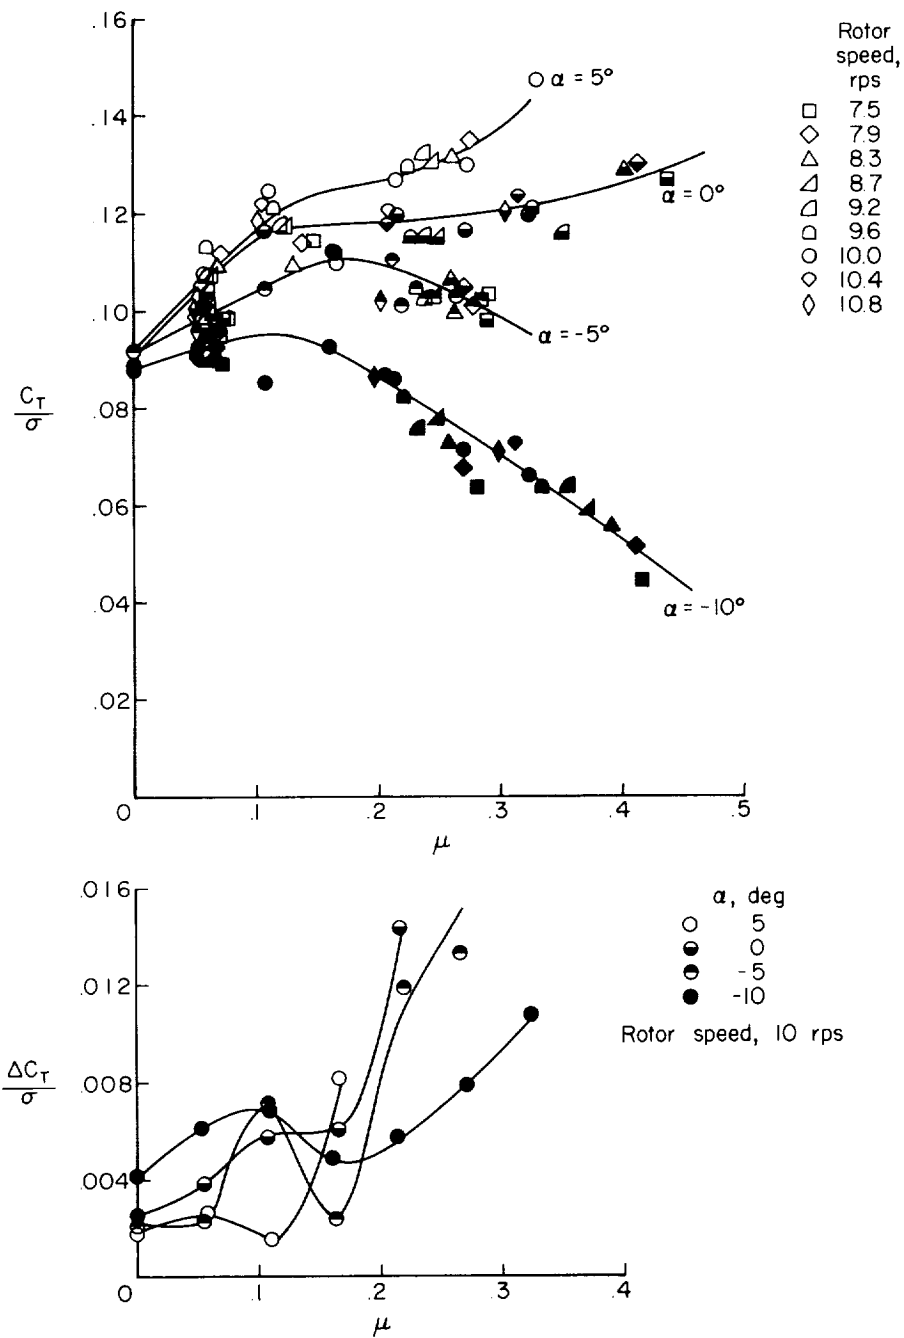 .16
.14
.12
.10
.08
.06
.04
.02
0
.1
.2
.3
.4
.5
C_T
σ
μ
α = 5°
α = 0°
α = -5°
α = -10°
Rotor
speed,
rps
7.5
7.9
8.3
8.7
9.2
9.6
10.0
10.4
10.8
.016
.012
.008
.004
0
.1
.2
.3
.4
ΔC_T
σ
μ
α, deg
5
0
-5
-10
Rotor speed, 10 rps